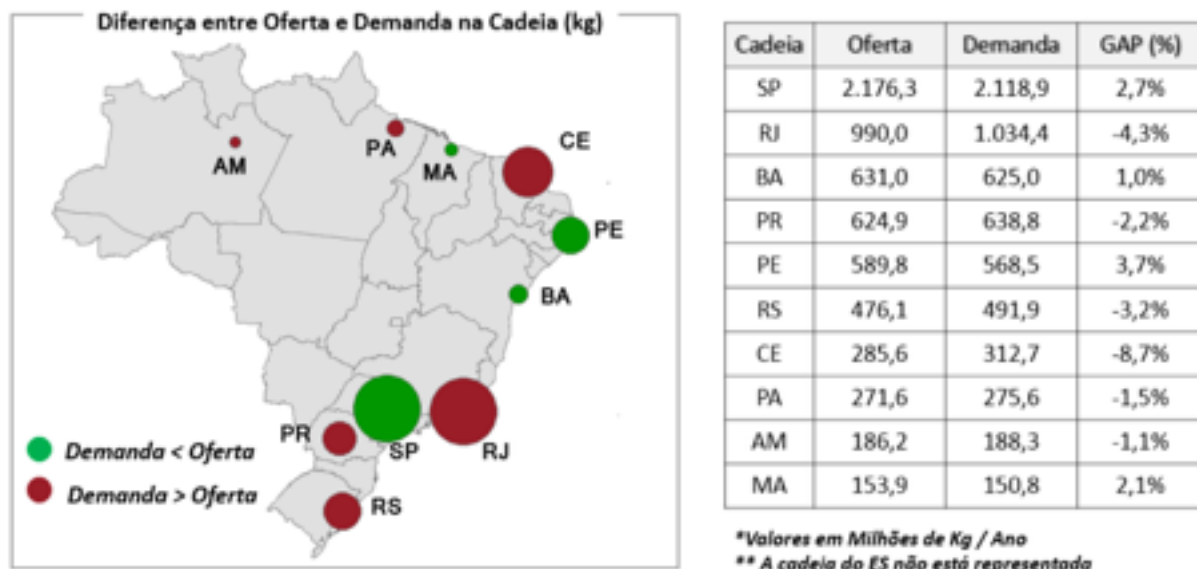 Diferença entre Oferta e Demanda na Cadeia (kg)
AM
PA
MA
CE
PE
BA
PR
SP
RJ
RS
Demanda < Oferta
Demanda > Oferta
Cadeia Oferta Demanda GAP (%)
SP 2.176,3 2.118,9 2,7%
RJ 990,0 1.034,4 -4,3%
BA 631,0 625,0 1,0%
PR 624,9 638,8 -2,2%
PE 589,8 568,5 3,7%
RS 476,1 491,9 -3,2%
CE 285,6 312,7 -8,7%
PA 271,6 275,6 -1,5%
AM 186,2 188,3 -1,1%
MA 153,9 150,8 2,1%
*Valores em Milhões de Kg / Ano
** A cadeia do ES não está representada